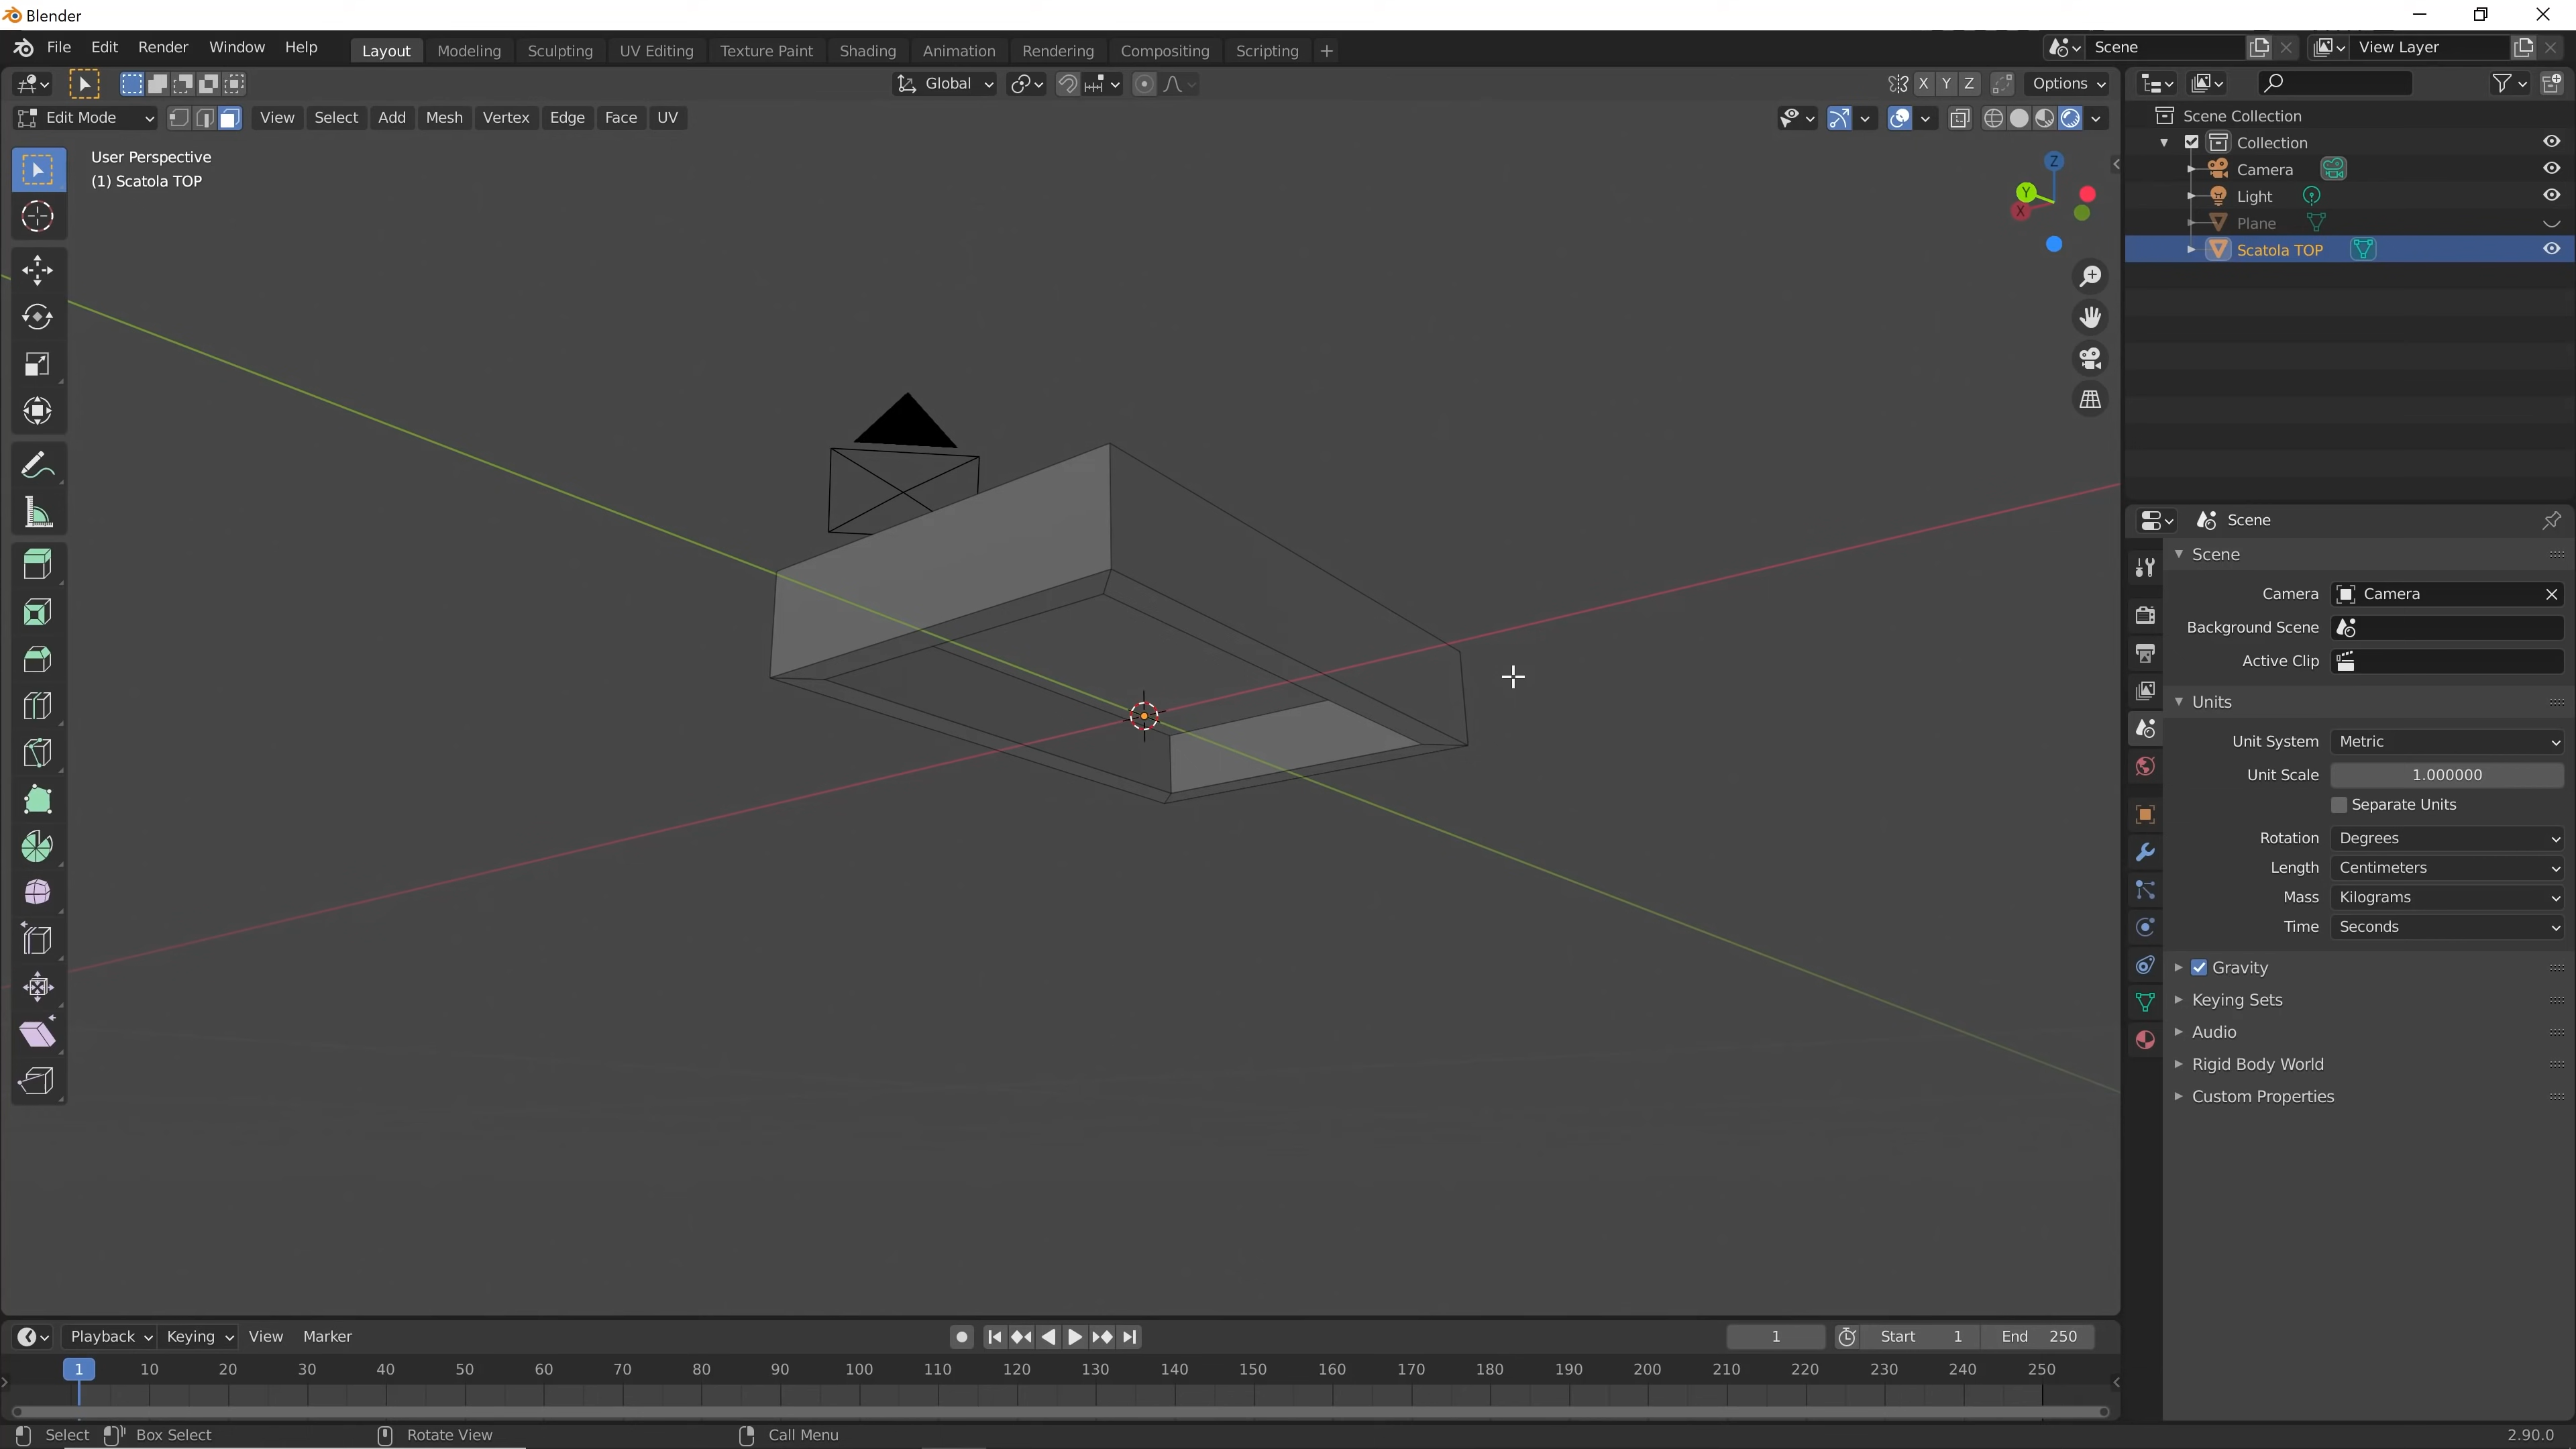 Blender
File Edit Render Window Help Layout Modeling Sculpting UV Editing Texture Paint Shading Animation Rendering Compositing Scripting + Scene View Layer
Global X Y Z Options
Edit Mode View Select Add Mesh Vertex Edge Face UV
User Perspective
(1) Scatola TOP
Z
Y
X
Scene Collection
Collection
Camera
Light
Plane
Scatola TOP
Scene
Scene
Camera Camera
Background Scene
Active Clip
Units
Unit System Metric
Unit Scale 1.000000
Separate Units
Rotation Degrees
Length Centimeters
Mass Kilograms
Time Seconds
Gravity
Keying Sets
Audio
Rigid Body World
Custom Properties
Playback Keying View Marker 1 Start 1 End 250
1 10 20 30 40 50 60 70 80 90 100 110 120 130 140 150 160 170 180 190 200 210 220 230 240 250
Select Box Select Rotate View Call Menu 2.90.0